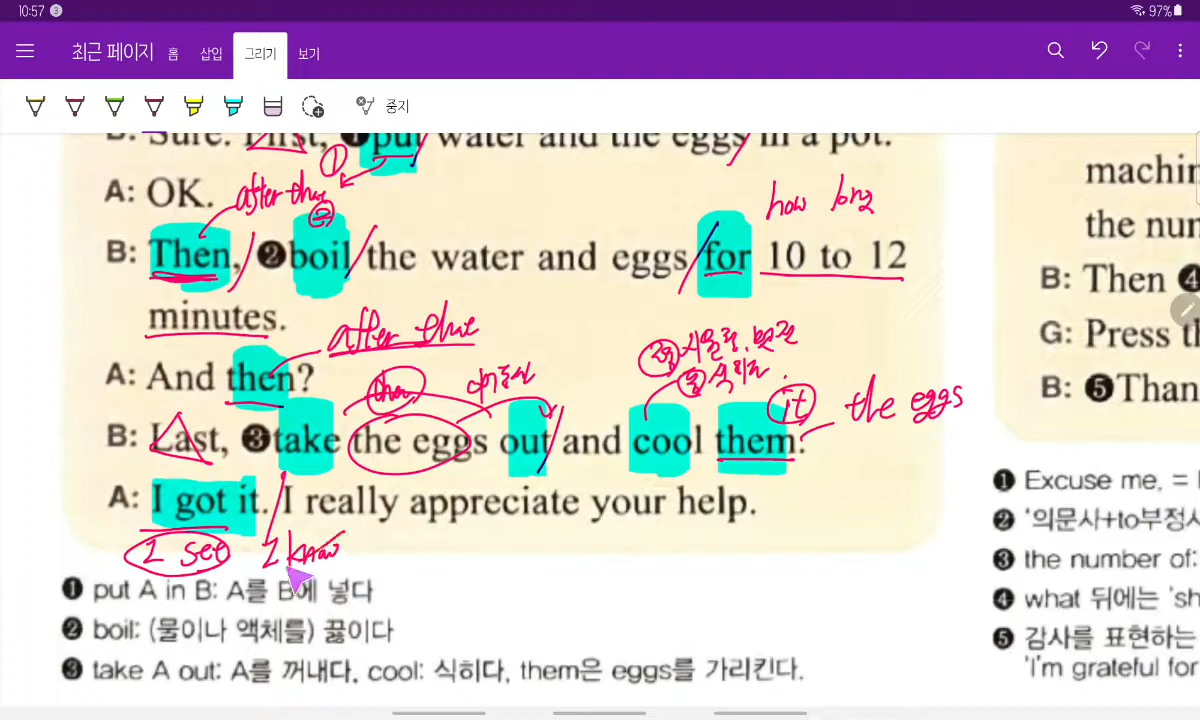 10:57 3 97%
최근 페이지 홈 삽입 그리기 보기
중지
B: Sure. First, ❶put water and the eggs in a pot.
①
A: OK. after that
② how long
B: Then, ❷boil the water and eggs for 10 to 12
minutes.
after that
A: And then?
them it the eggs
B: Last, ❸take the eggs out and cool them.
A: I got it. I really appreciate your help.
I see I know
❶ put A in B: A를 B에 넣다
❷ boil: (물이나 액체를) 끓이다
❸ take A out: A를 꺼내다, cool: 식히다, them은 eggs를 가리킨다.
machin
the nun
B: Then ❹
G: Press th
B: ❺Than
❶ Excuse me, =
❷ '의문사+to부정사
❸ the number of:
❹ what 뒤에는 'sh
❺ 감사를 표현하는
'I'm grateful for